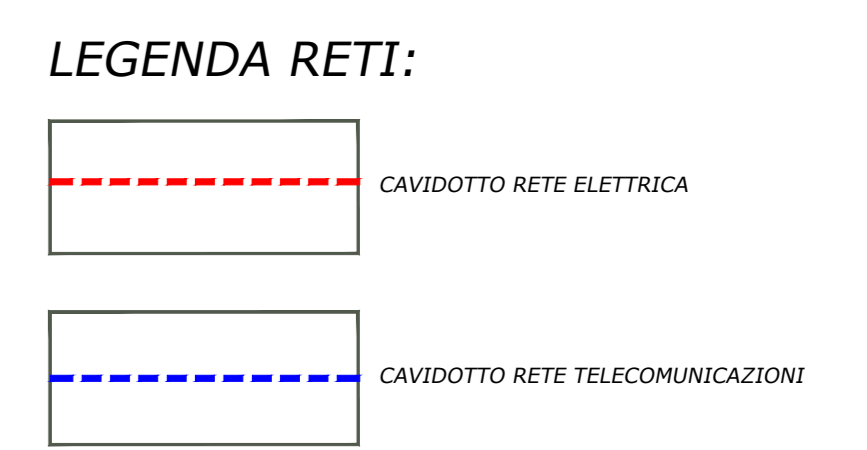 LEGENDA RETI:
CAVIDOTTO RETE ELETTRICA
CAVIDOTTO RETE TELECOMUNICAZIONI